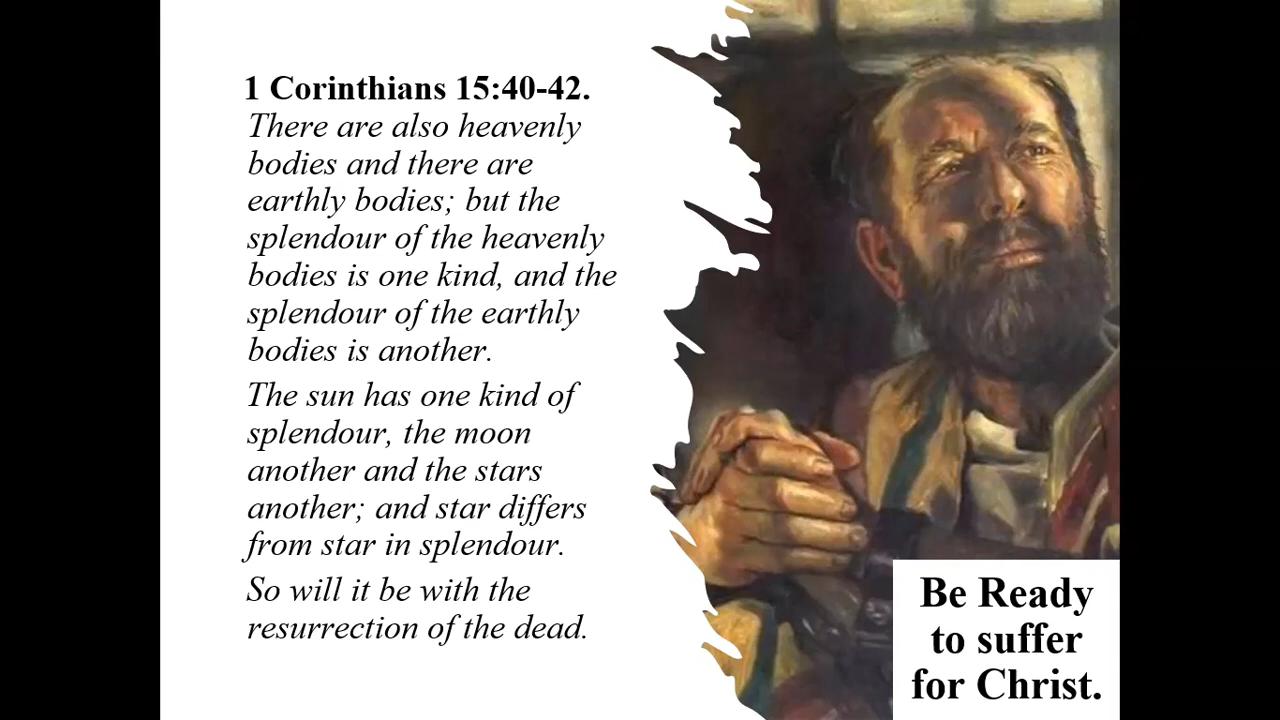 1 Corinthians 15:40-42.
There are also heavenly
bodies and there are
earthly bodies; but the
splendour of the heavenly
bodies is one kind, and the
splendour of the earthly
bodies is another.
The sun has one kind of
splendour, the moon
another and the stars
another; and star differs
from star in splendour.
So will it be with the
resurrection of the dead.
Be Ready
to suffer
for Christ.